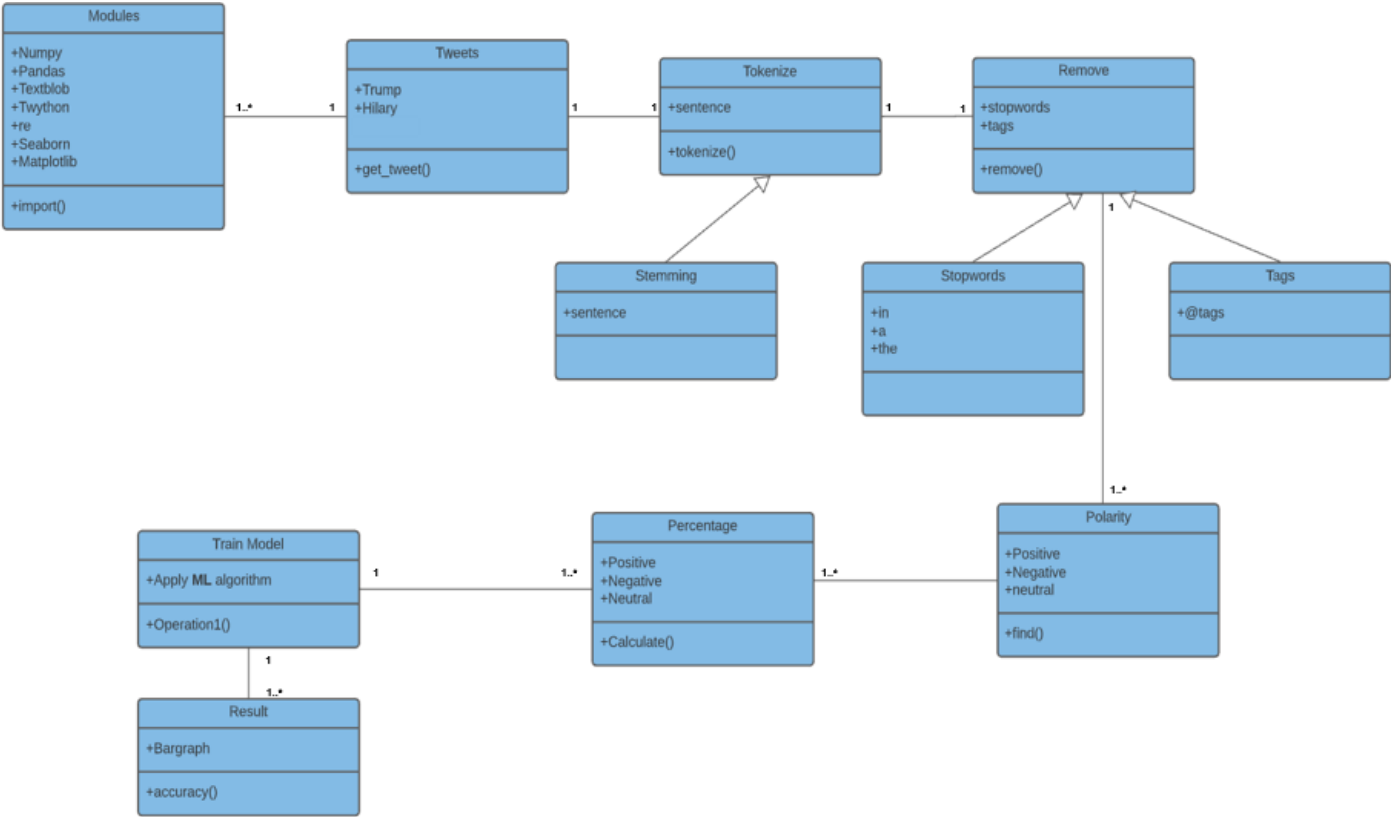 Modules
+Numpy
+Pandas
+Textblob
+Twython
+re
+Seaborn
+Matplotlib
+import()
1..*
1
Tweets
+Trump
+Hilary
+get_tweet()
1
1
Tokenize
+sentence
+tokenize()
1
1
Remove
+stopwords
+tags
+remove()
1
Stemming
+sentence
Stopwords
+in
+a
+the
Tags
+@tags
1..*
Polarity
+Positive
+Negative
+neutral
+find()
1..*
Percentage
+Positive
+Negative
+Neutral
+Calculate()
1..*
1
Train Model
+Apply ML algorithm
+Operation1()
1
1..*
Result
+Bargraph
+accuracy()